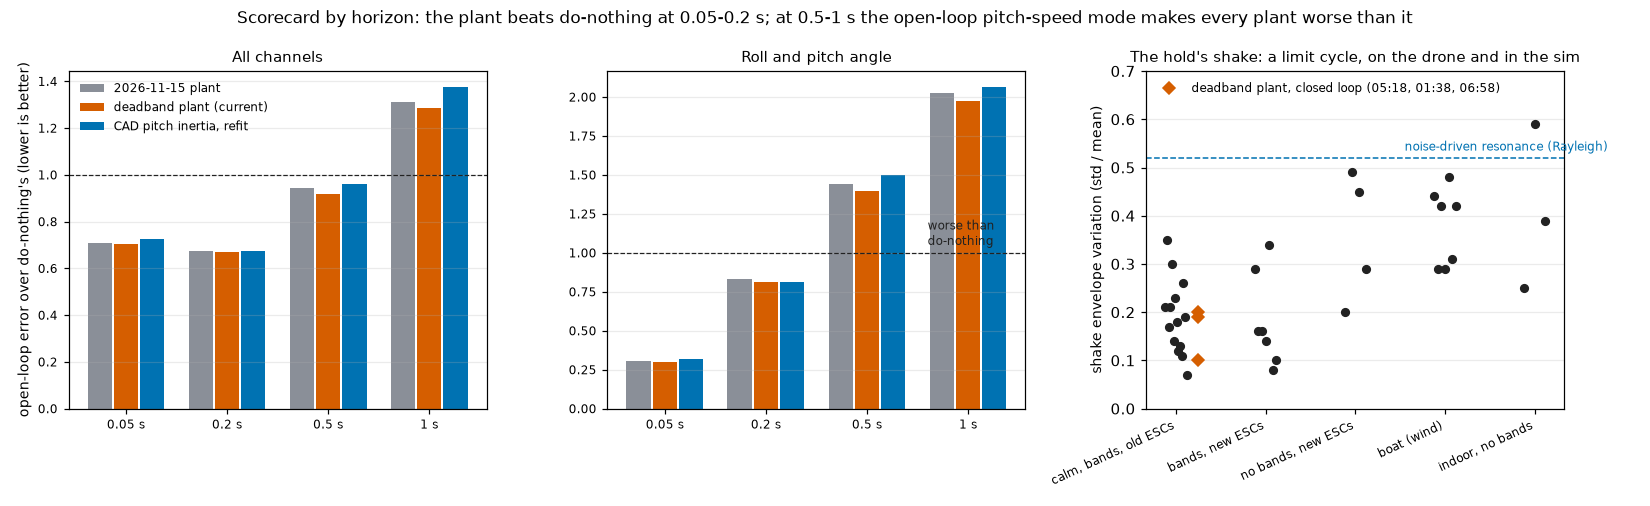 Scorecard by horizon: the plant beats do-nothing at 0.05-0.2 s; at 0.5-1 s the open-loop pitch-speed mode makes every plant worse than it
All channels
open-loop error over do-nothing's (lower is better)
1.4
1.2
1.0
0.8
0.6
0.4
0.2
0.0
2026-11-15 plant
deadband plant (current)
CAD pitch inertia, refit
0.05 s
0.2 s
0.5 s
1 s
Roll and pitch angle
2.00
1.75
1.50
1.25
1.00
0.75
0.50
0.25
0.00
worse than
do-nothing
0.05 s
0.2 s
0.5 s
1 s
The hold's shake: a limit cycle, on the drone and in the sim
shake envelope variation (std / mean)
0.7
0.6
0.5
0.4
0.3
0.2
0.1
0.0
deadband plant, closed loop (05:18, 01:38, 06:58)
noise-driven resonance (Rayleigh)
calm, bands, old ESCs
bands, new ESCs
no bands, new ESCs
boat (wind)
indoor, no bands